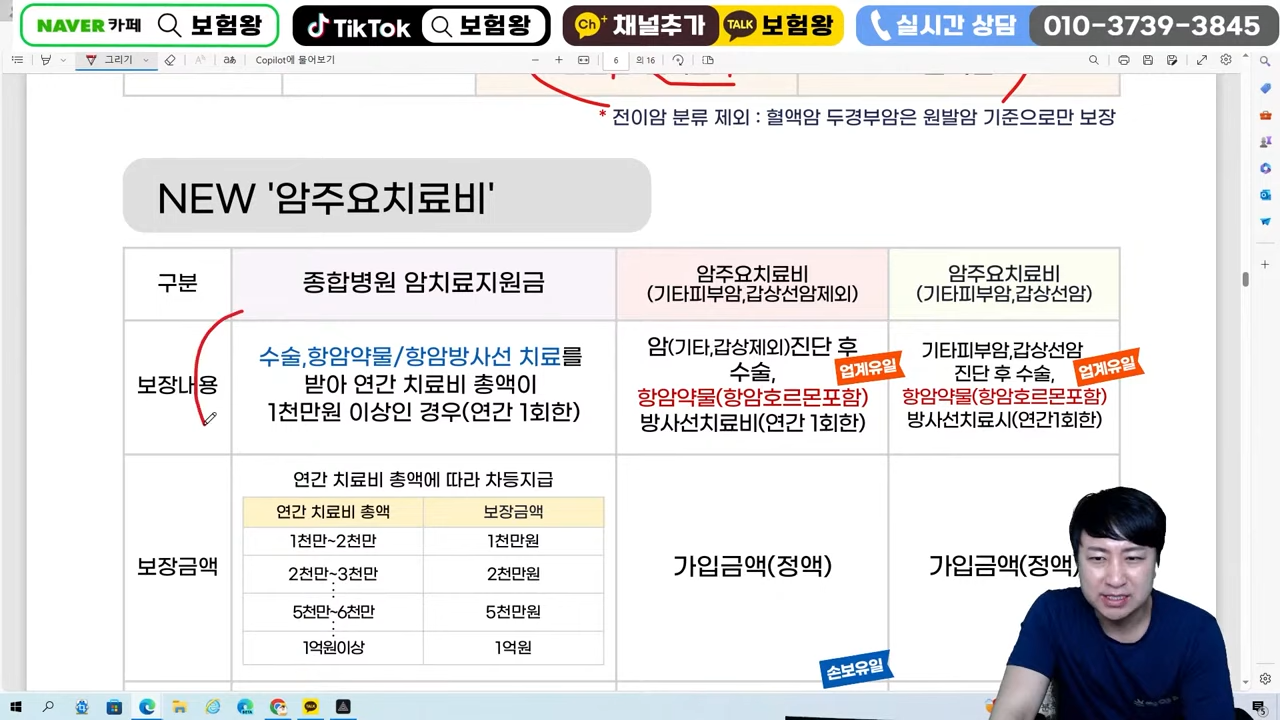 NAVER 카페 보험왕
TikTok 보험왕
Ch+ 채널추가 TALK 보험왕
실시간 상담 010-3739-3845
그리기
aあ
Copilot에 물어보기
6 의 16
* 전이암 분류 제외 : 혈액암 두경부암은 원발암 기준으로만 보장
NEW '암주요치료비'
구분
종합병원 암치료지원금
암주요치료비
(기타피부암,갑상선암제외)
암주요치료비
(기타피부암,갑상선암)
보장내용
수술,항암약물/항암방사선 치료를
받아 연간 치료비 총액이
1천만원 이상인 경우(연간 1회한)
암(기타,갑상제외)진단 후
수술,
항암약물(항암호르몬포함)
방사선치료비(연간 1회한)
업계유일
기타피부암,갑상선암
진단 후 수술,
항암약물(항암호르몬포함)
방사선치료시(연간1회한)
업계유일
보장금액
연간 치료비 총액에 따라 차등지급
연간 치료비 총액 보장금액
1천만~2천만 1천만원
2천만~3천만 2천만원
5천만~6천만 5천만원
1억원이상 1억원
가입금액(정액)
가입금액(정액)
손보유일